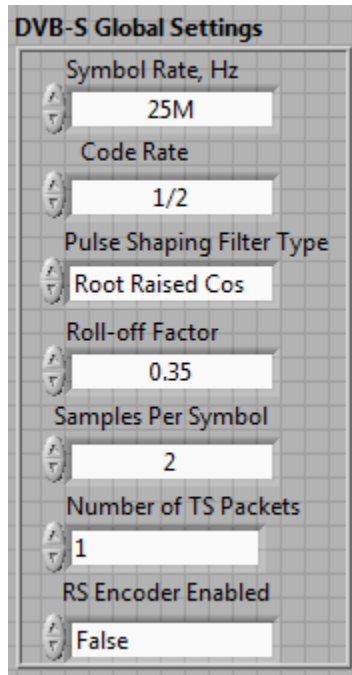 DVB-S Global Settings
Symbol Rate, Hz
25M
Code Rate
1/2
Pulse Shaping Filter Type
Root Raised Cos
Roll-off Factor
0.35
Samples Per Symbol
2
Number of TS Packets
1
RS Encoder Enabled
False